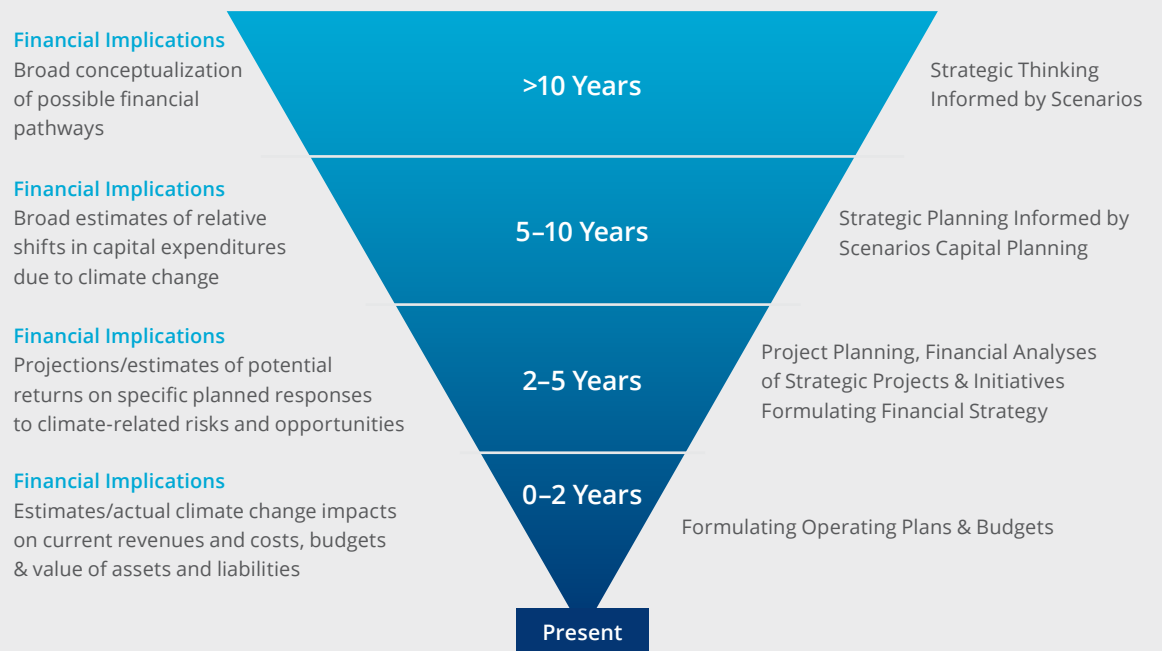 Financial Implications
Broad conceptualization
of possible financial
pathways
>10 Years
Strategic Thinking
Informed by Scenarios
Financial Implications
Broad estimates of relative
shifts in capital expenditures
due to climate change
5–10 Years
Strategic Planning Informed by
Scenarios Capital Planning
Financial Implications
Projections/estimates of potential
returns on specific planned responses
to climate-related risks and opportunities
2–5 Years
Project Planning, Financial Analyses
of Strategic Projects & Initiatives
Formulating Financial Strategy
Financial Implications
Estimates/actual climate change impacts
on current revenues and costs, budgets
& value of assets and liabilities
0–2 Years
Formulating Operating Plans & Budgets
Present